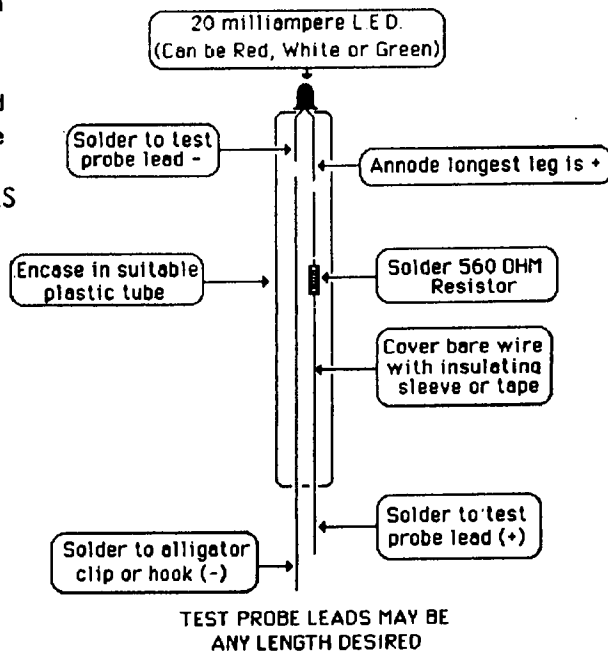 20 milliampere L.E.D.
(Can be Red, White or Green)
Solder to test
probe lead -
Annode longest leg is +
Encase in suitable
plastic tube
Solder 560 OHM
Resistor
Cover bare wire
with insulating
sleeve or tape
Solder to test
probe lead (+)
Solder to alligator
clip or hook (-)
TEST PROBE LEADS MAY BE
ANY LENGTH DESIRED